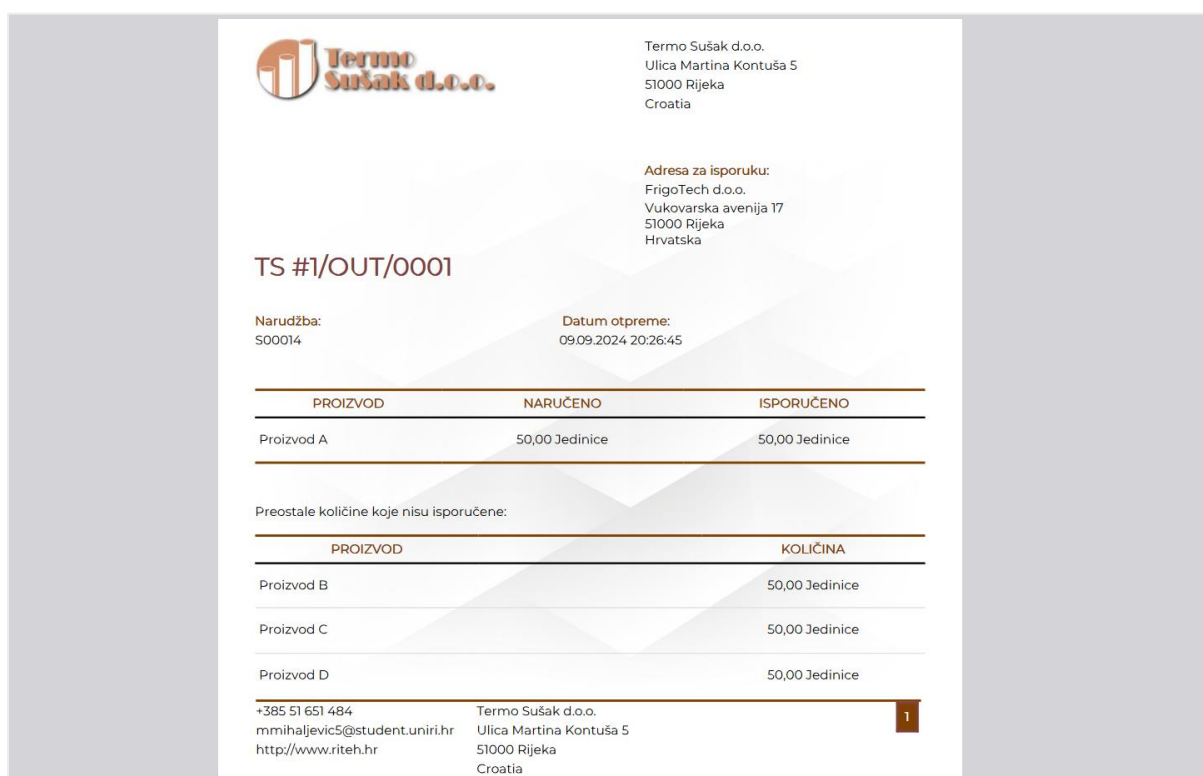 Termo
Sušak d.o.o.
Termo Sušak d.o.o.
Ulica Martina Kontuša 5
51000 Rijeka
Croatia
Adresa za isporuku:
FrigoTech d.o.o.
Vukovarska avenija 17
51000 Rijeka
Hrvatska
TS #1/OUT/0001
Narudžba: Datum otpreme:
S00014 09.09.2024 20:26:45
PROIZVOD NARUČENO ISPORUČENO
Proizvod A 50,00 Jedinice 50,00 Jedinice
Preostale količine koje nisu isporučene:
PROIZVOD KOLIČINA
Proizvod B 50,00 Jedinice
Proizvod C 50,00 Jedinice
Proizvod D 50,00 Jedinice
+385 51 651 484 Termo Sušak d.o.o. 1
mmihaljevic5@student.uniri.hr Ulica Martina Kontuša 5
http://www.riteh.hr 51000 Rijeka
Croatia